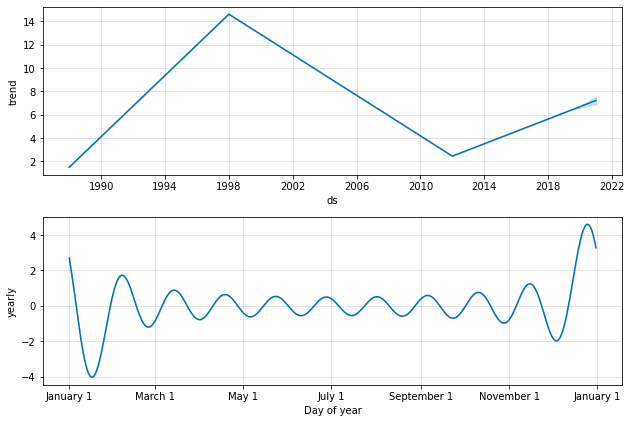 14
12
10
8
6
4
2
trend
1990 1994 1998 2002 2006 2010 2014 2018 2022
ds
4
2
0
−2
−4
yearly
January 1 March 1 May 1 July 1 September 1 November 1 January 1
Day of year